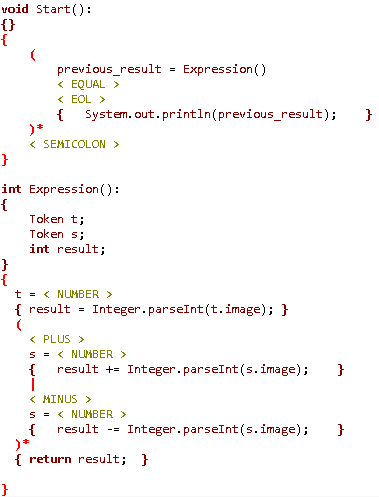 void Start():
{}
{
(
previous_result = Expression()
< EQUAL >
< EOL >
{ System.out.println(previous_result); }
)*
< SEMICOLON >
}
int Expression():
{
Token t;
Token s;
int result;
}
{
t = < NUMBER >
{ result = Integer.parseInt(t.image); }
(
< PLUS >
s = < NUMBER >
{ result += Integer.parseInt(s.image); }
|
< MINUS >
s = < NUMBER >
{ result -= Integer.parseInt(s.image); }
)*
{ return result; }
}